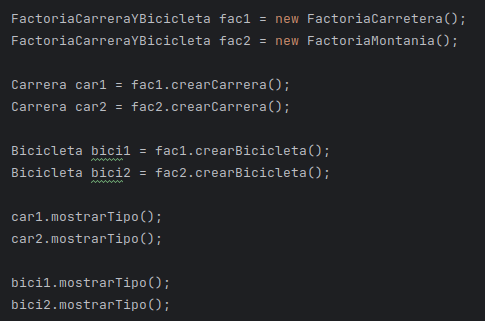 FactoriaCarreraYBicicleta fac1 = new FactoriaCarretera();
FactoriaCarreraYBicicleta fac2 = new FactoriaMontania();
Carrera car1 = fac1.crearCarrera();
Carrera car2 = fac2.crearCarrera();
Bicicleta bici1 = fac1.crearBicicleta();
Bicicleta bici2 = fac2.crearBicicleta();
car1.mostrarTipo();
car2.mostrarTipo();
bici1.mostrarTipo();
bici2.mostrarTipo();